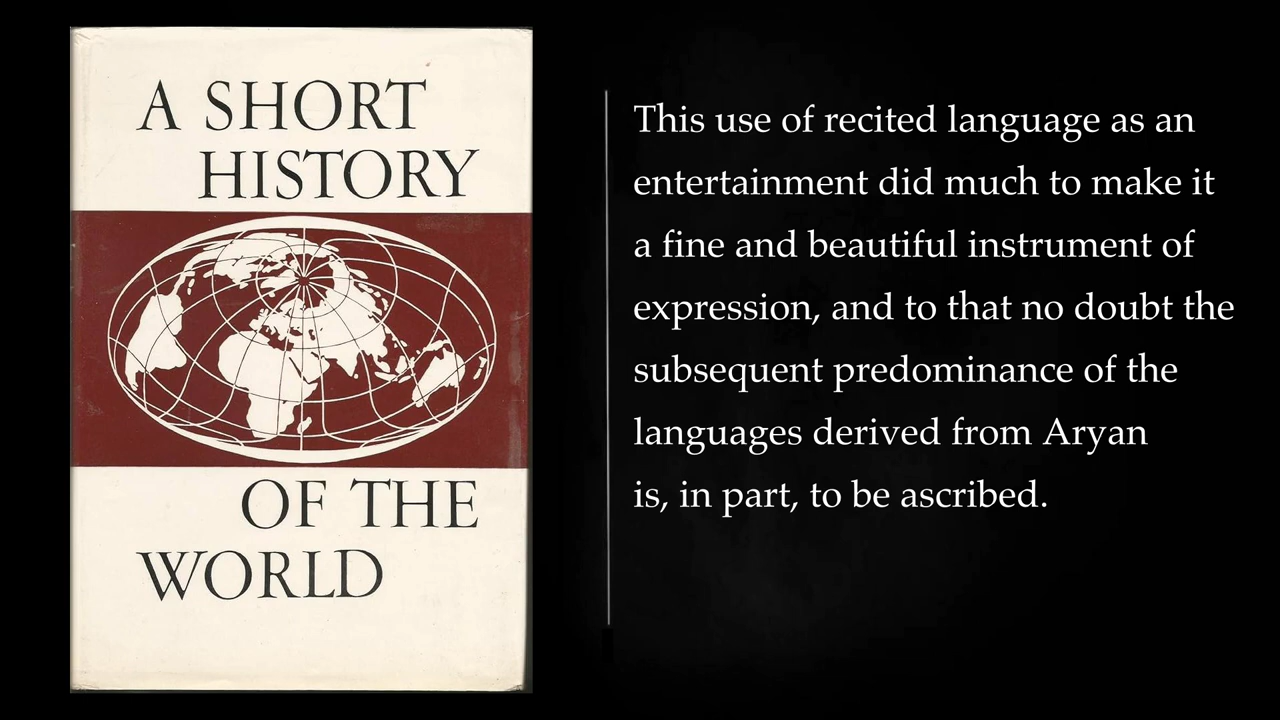 A SHORT
HISTORY
OF THE
WORLD
This use of recited language as an
entertainment did much to make it
a fine and beautiful instrument of
expression, and to that no doubt the
subsequent predominance of the
languages derived from Aryan
is, in part, to be ascribed.